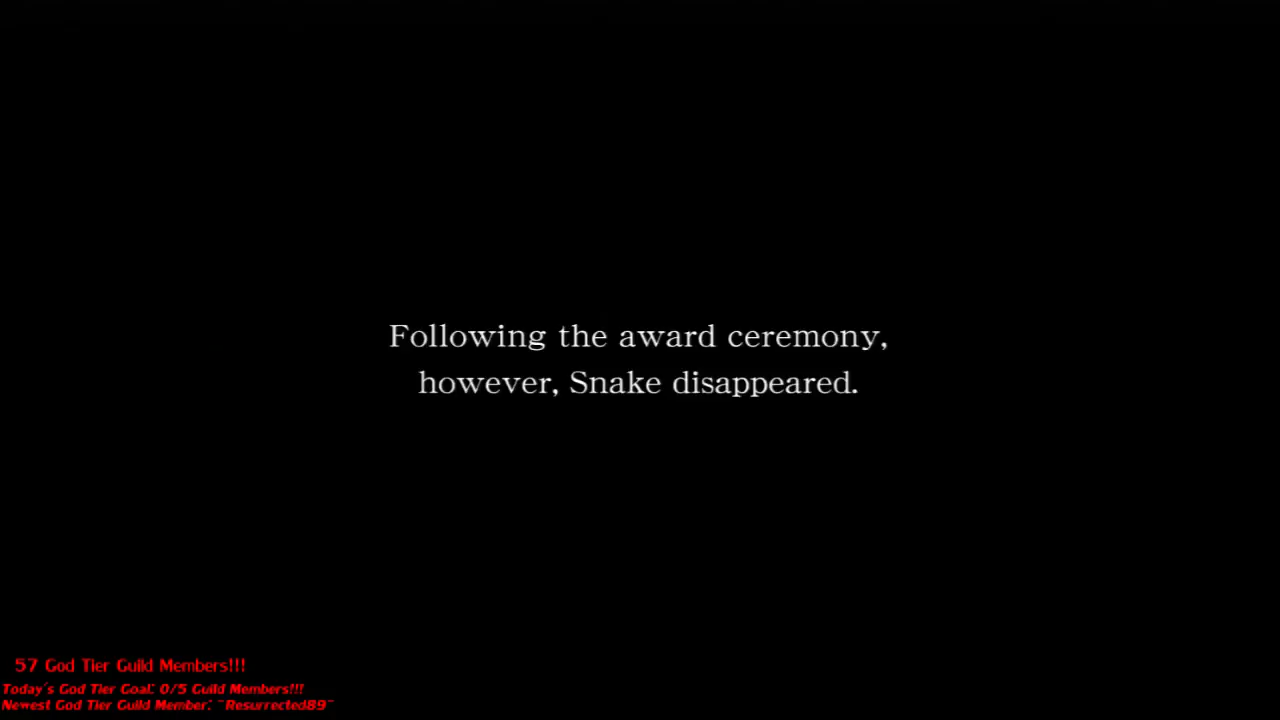 Following the award ceremony,
however, Snake disappeared.
57 God Tier Guild Members!!!
Today's God Tier Goal: 0/5 Guild Members!!!
Newest God Tier Guild Member: "Resurrected89"